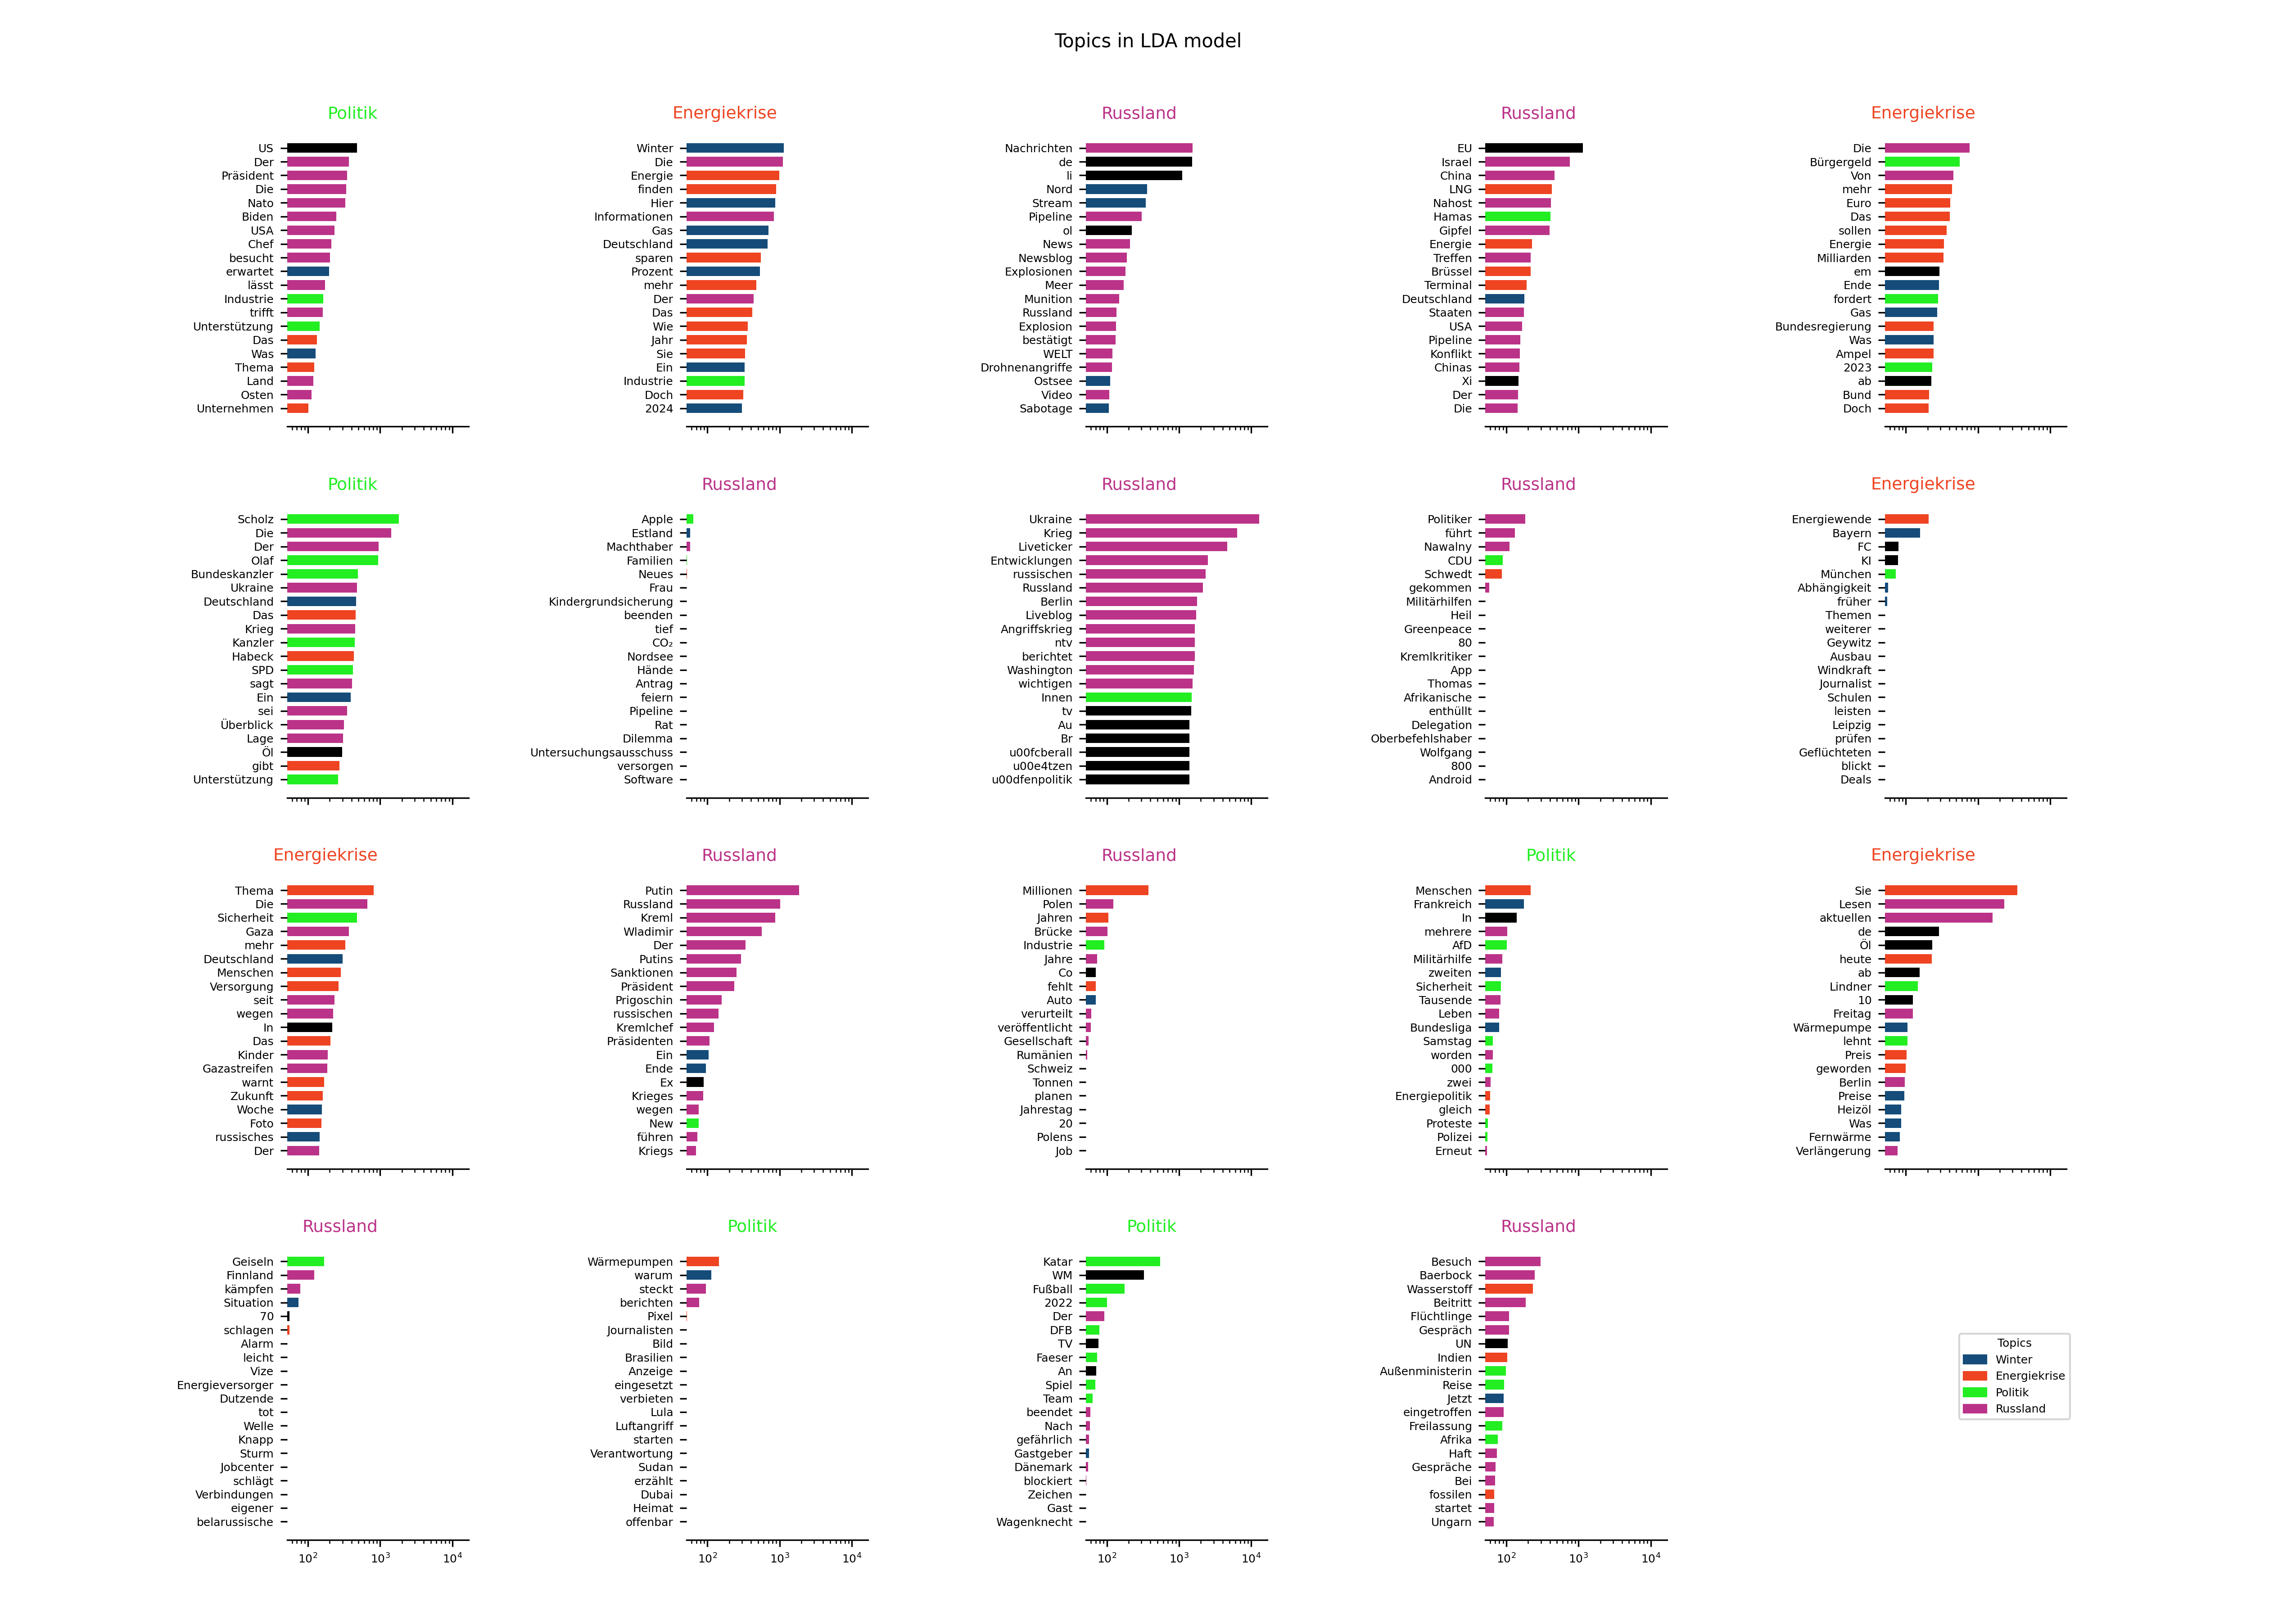 Topics in LDA model
Politik
US
Der
Präsident
Die
Nato
Biden
USA
Chef
besucht
erwartet
lässt
Industrie
trifft
Unterstützung
Das
Was
Thema
Land
Osten
Unternehmen
Energiekrise
Winter
Die
Energie
finden
Hier
Informationen
Gas
Deutschland
sparen
Prozent
mehr
Der
Das
Wie
Jahr
Sie
Ein
Industrie
Doch
2024
Russland
Nachrichten
de
li
Nord
Stream
Pipeline
ol
News
Newsblog
Explosionen
Meer
Munition
Russland
Explosion
bestätigt
WELT
Drohnenangriffe
Ostsee
Video
Sabotage
Russland
EU
Israel
China
LNG
Nahost
Hamas
Gipfel
Energie
Treffen
Brüssel
Terminal
Deutschland
Staaten
USA
Pipeline
Konflikt
Chinas
Xi
Der
Die
Energiekrise
Die
Bürgergeld
Von
mehr
Euro
Das
sollen
Energie
Milliarden
em
Ende
fordert
Gas
Bundesregierung
Was
Ampel
2023
ab
Bund
Doch
Politik
Scholz
Die
Der
Olaf
Bundeskanzler
Ukraine
Deutschland
Das
Krieg
Kanzler
Habeck
SPD
sagt
Ein
sei
Überblick
Lage
Öl
gibt
Unterstützung
Russland
Apple
Estland
Machthaber
Familien
Neues
Frau
Kindergrundsicherung
beenden
tief
CO₂
Nordsee
Hände
Antrag
feiern
Pipeline
Rat
Dilemma
Untersuchungsausschuss
versorgen
Software
Russland
Ukraine
Krieg
Liveticker
Entwicklungen
russischen
Russland
Berlin
Liveblog
Angriffskrieg
ntv
berichtet
Washington
wichtigen
Innen
tv
Au
Br
u00fcberall
u00e4tzen
u00dfenpolitik
Russland
Politiker
führt
Nawalny
CDU
Schwedt
gekommen
Militärhilfen
Heil
Greenpeace
80
Kremlkritiker
App
Thomas
Afrikanische
enthüllt
Delegation
Oberbefehlshaber
Wolfgang
800
Android
Energiekrise
Energiewende
Bayern
FC
KI
München
Abhängigkeit
früher
Themen
weiterer
Geywitz
Ausbau
Windkraft
Journalist
Schulen
leisten
Leipzig
prüfen
Geflüchteten
blickt
Deals
Energiekrise
Thema
Die
Sicherheit
Gaza
mehr
Deutschland
Menschen
Versorgung
seit
wegen
In
Das
Kinder
Gazastreifen
warnt
Zukunft
Woche
Foto
russisches
Der
Russland
Putin
Russland
Kreml
Wladimir
Der
Putins
Sanktionen
Präsident
Prigoschin
russischen
Kremlchef
Präsidenten
Ein
Ende
Ex
Krieges
wegen
New
führen
Kriegs
Russland
Millionen
Polen
Jahren
Brücke
Industrie
Jahre
Co
fehlt
Auto
verurteilt
veröffentlicht
Gesellschaft
Rumänien
Schweiz
Tonnen
planen
Jahrestag
20
Polens
Job
Politik
Menschen
Frankreich
In
mehrere
AfD
Militärhilfe
zweiten
Sicherheit
Tausende
Leben
Bundesliga
Samstag
worden
000
zwei
Energiepolitik
gleich
Proteste
Polizei
Erneut
Energiekrise
Sie
Lesen
aktuellen
de
Öl
heute
ab
Lindner
10
Freitag
Wärmepumpe
lehnt
Preis
geworden
Berlin
Preise
Heizöl
Was
Fernwärme
Verlängerung
Russland
Geiseln
Finnland
kämpfen
Situation
70
schlagen
Alarm
leicht
Vize
Energieversorger
Dutzende
tot
Welle
Knapp
Sturm
Jobcenter
schlägt
Verbindungen
eigener
belarussische
10² 10³ 10⁴
Politik
Wärmepumpen
warum
steckt
berichten
Pixel
Journalisten
Bild
Brasilien
Anzeige
eingesetzt
verbieten
Lula
Luftangriff
starten
Verantwortung
Sudan
erzählt
Dubai
Heimat
offenbar
10² 10³ 10⁴
Politik
Katar
WM
Fußball
2022
Der
DFB
TV
Faeser
An
Spiel
Team
beendet
Nach
gefährlich
Gastgeber
Dänemark
blockiert
Zeichen
Gast
Wagenknecht
10² 10³ 10⁴
Russland
Besuch
Baerbock
Wasserstoff
Beitritt
Flüchtlinge
Gespräch
UN
Indien
Außenministerin
Reise
Jetzt
eingetroffen
Freilassung
Afrika
Haft
Gespräche
Bei
fossilen
startet
Ungarn
10² 10³ 10⁴
Topics
Winter
Energiekrise
Politik
Russland